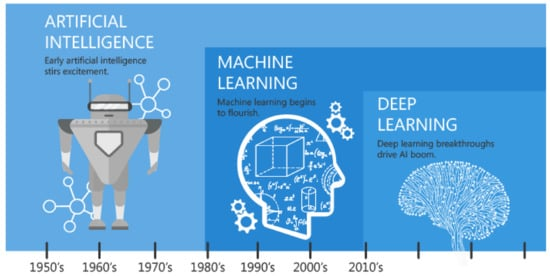 ARTIFICIAL
INTELLIGENCE
Early artificial intelligence
stirs excitement.
MACHINE
LEARNING
Machine learning begins
to flourish.
DEEP
LEARNING
Deep learning breakthroughs
drive AI boom.
1950's 1960's 1970's 1980's 1990's 2000's 2010's